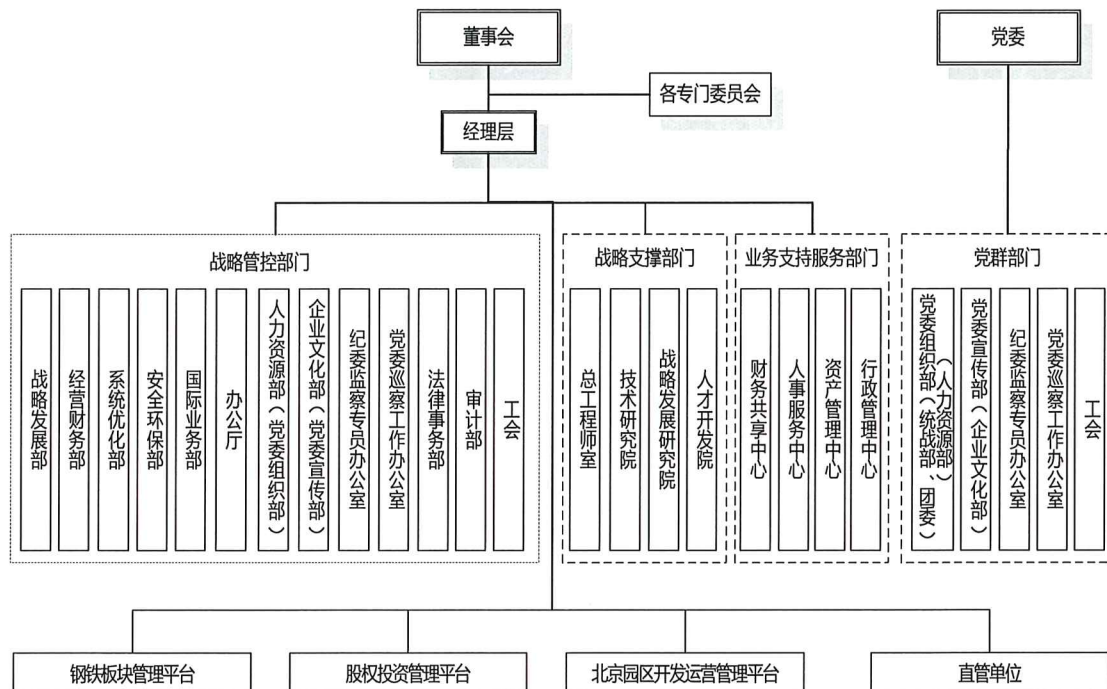 董事会
党委
各专门委员会
经理层
战略管控部门
战略发展部
经营财务部
系统优化部
安全环保部
国际业务部
办公厅
人力资源部（党委组织部）
企业文化部（党委宣传部）
纪委监察专员办公室
党委巡察工作办公室
法律事务部
审计部
工会
战略支撑部门
总工程师室
技术研究院
战略发展研究院
人才开发院
业务支持服务部门
财务共享中心
人事服务中心
资产管理中心
行政管理中心
党群部门
党委组织部（统战部、团委）
（人力资源部）
党委宣传部（企业文化部）
纪委监察专员办公室
党委巡察工作办公室
工会
钢铁板块管理平台
股权投资管理平台
北京园区开发运营管理平台
直管单位